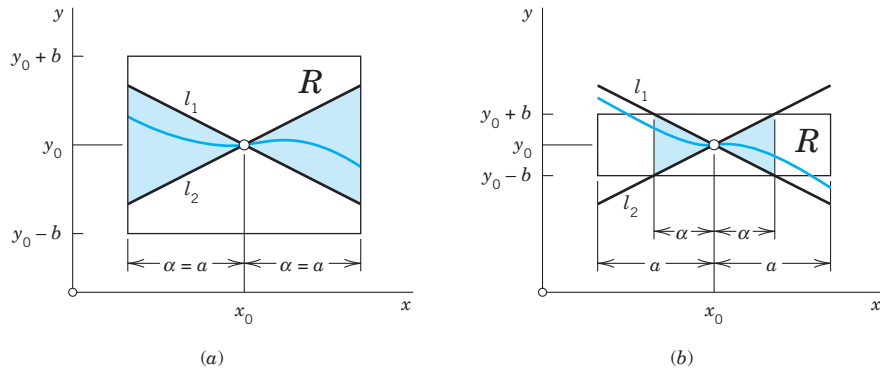 y
y₀ + b
R
l₁
y₀
l₂
y₀ – b
α = a
α = a
x₀
x
(a)
y
l₁
y₀ + b
y₀
R
y₀ – b
l₂
α
α
a
a
x₀
x
(b)